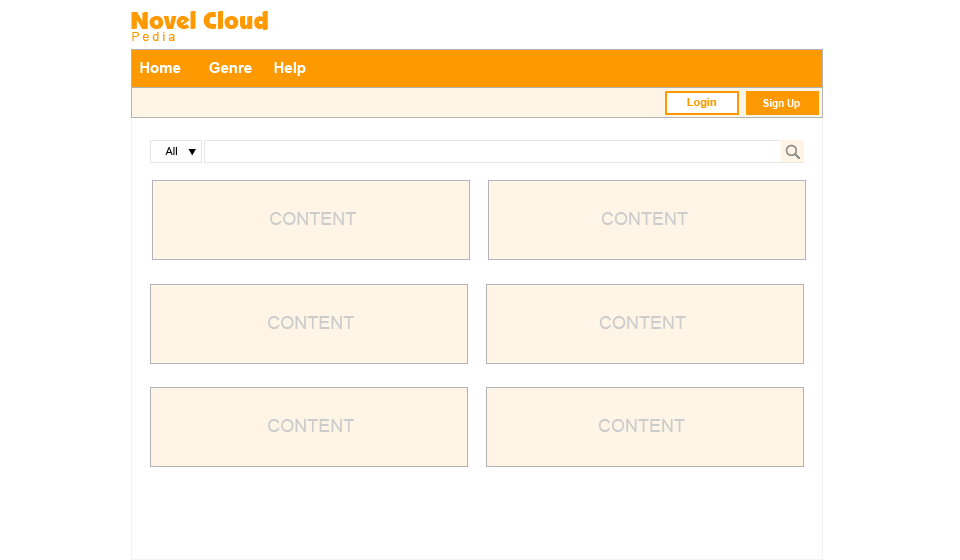 Novel Cloud
Pedia
Home Genre Help
Login Sign Up
All
CONTENT CONTENT
CONTENT CONTENT
CONTENT CONTENT